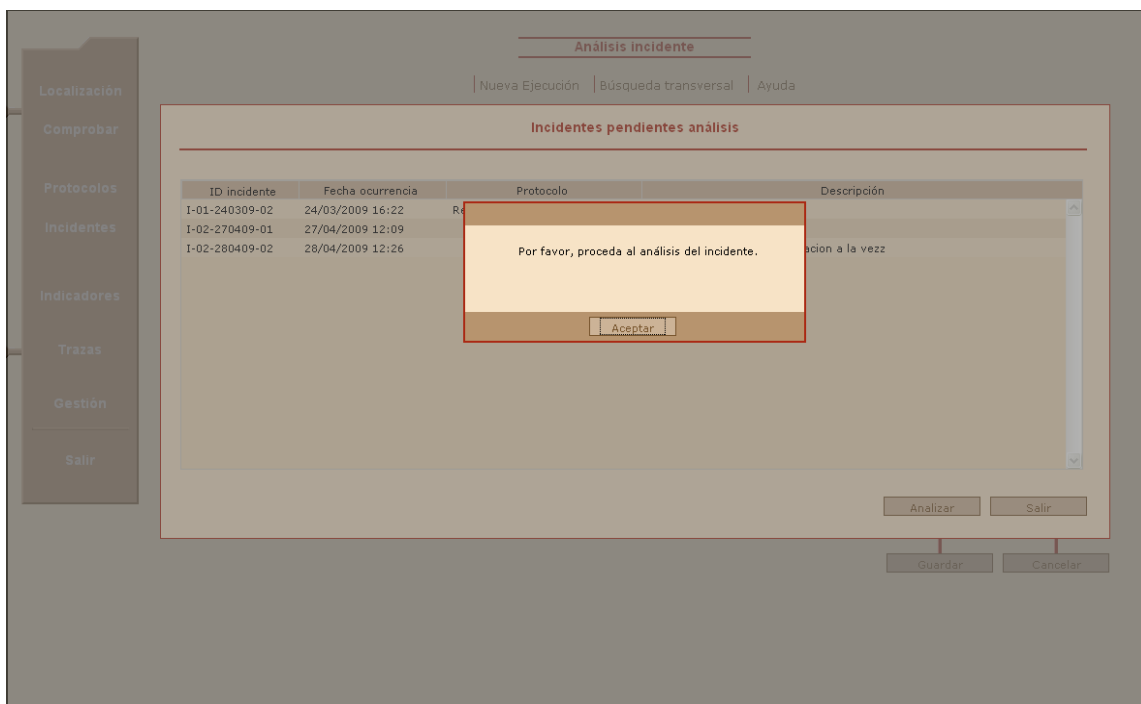 Análisis incidente
Nueva Ejecución Búsqueda transversal Ayuda
Localización
Comprobar
Protocolos
Incidentes
Indicadores
Trazas
Gestión
Salir
Incidentes pendientes análisis
ID incidente Fecha ocurrencia Protocolo Descripción
I-01-240309-02 24/03/2009 16:22
I-02-270409-01 27/04/2009 12:09
I-02-280409-02 28/04/2009 12:26 a la vezz
Por favor, proceda al análisis del incidente.
Aceptar
Analizar Salir
Guardar Cancelar